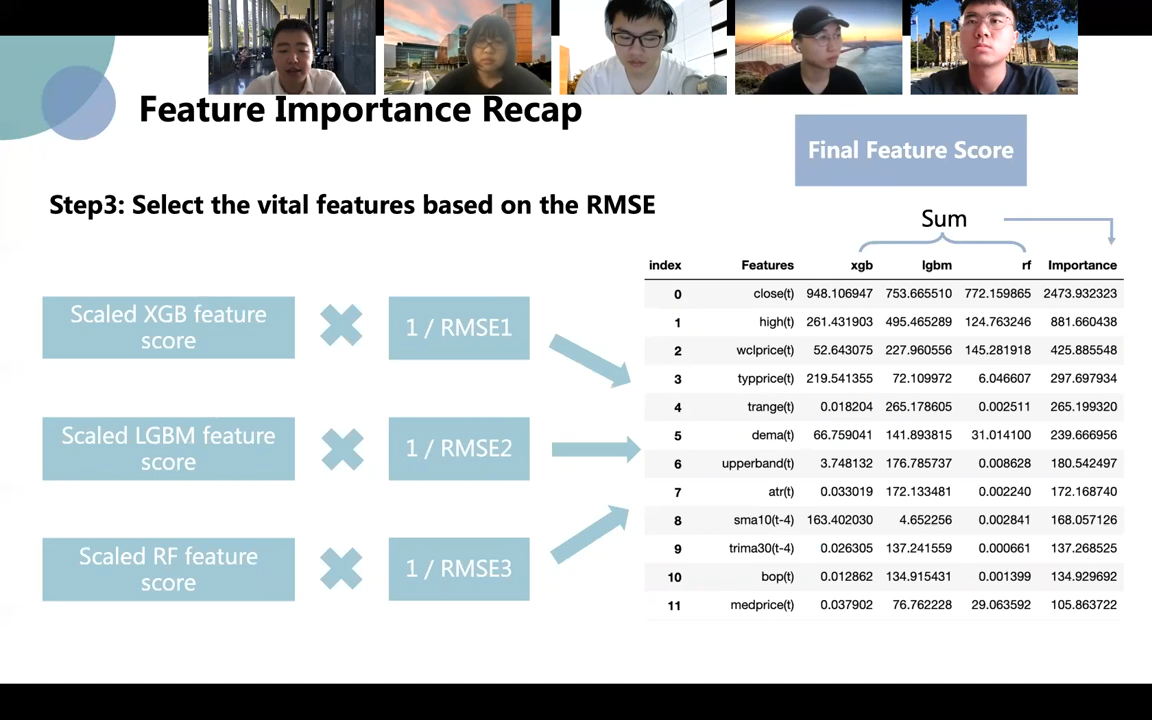 Feature Importance Recap
Final Feature Score
Step3: Select the vital features based on the RMSE
Sum
Scaled XGB feature
score
1 / RMSE1
Scaled LGBM feature
score
1 / RMSE2
Scaled RF feature
score
1 / RMSE3
index Features xgb lgbm rf Importance
0 close(t) 948.106947 753.665510 772.159865 2473.932323
1 high(t) 261.431903 495.465289 124.763246 881.660438
2 wclprice(t) 52.643075 227.960556 145.281918 425.885548
3 typprice(t) 219.541355 72.109972 6.046607 297.697934
4 trange(t) 0.018204 265.178605 0.002511 265.199320
5 dema(t) 66.759041 141.893815 31.014100 239.666956
6 upperband(t) 3.748132 176.785737 0.008628 180.542497
7 atr(t) 0.033019 172.133481 0.002240 172.168740
8 sma10(t-4) 163.402030 4.652256 0.002841 168.057126
9 trima30(t-4) 0.026305 137.241559 0.000661 137.268525
10 bop(t) 0.012862 134.915431 0.001399 134.929692
11 medprice(t) 0.037902 76.762228 29.063592 105.863722